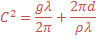 C² = gλ/2π + 2πd/ρλ